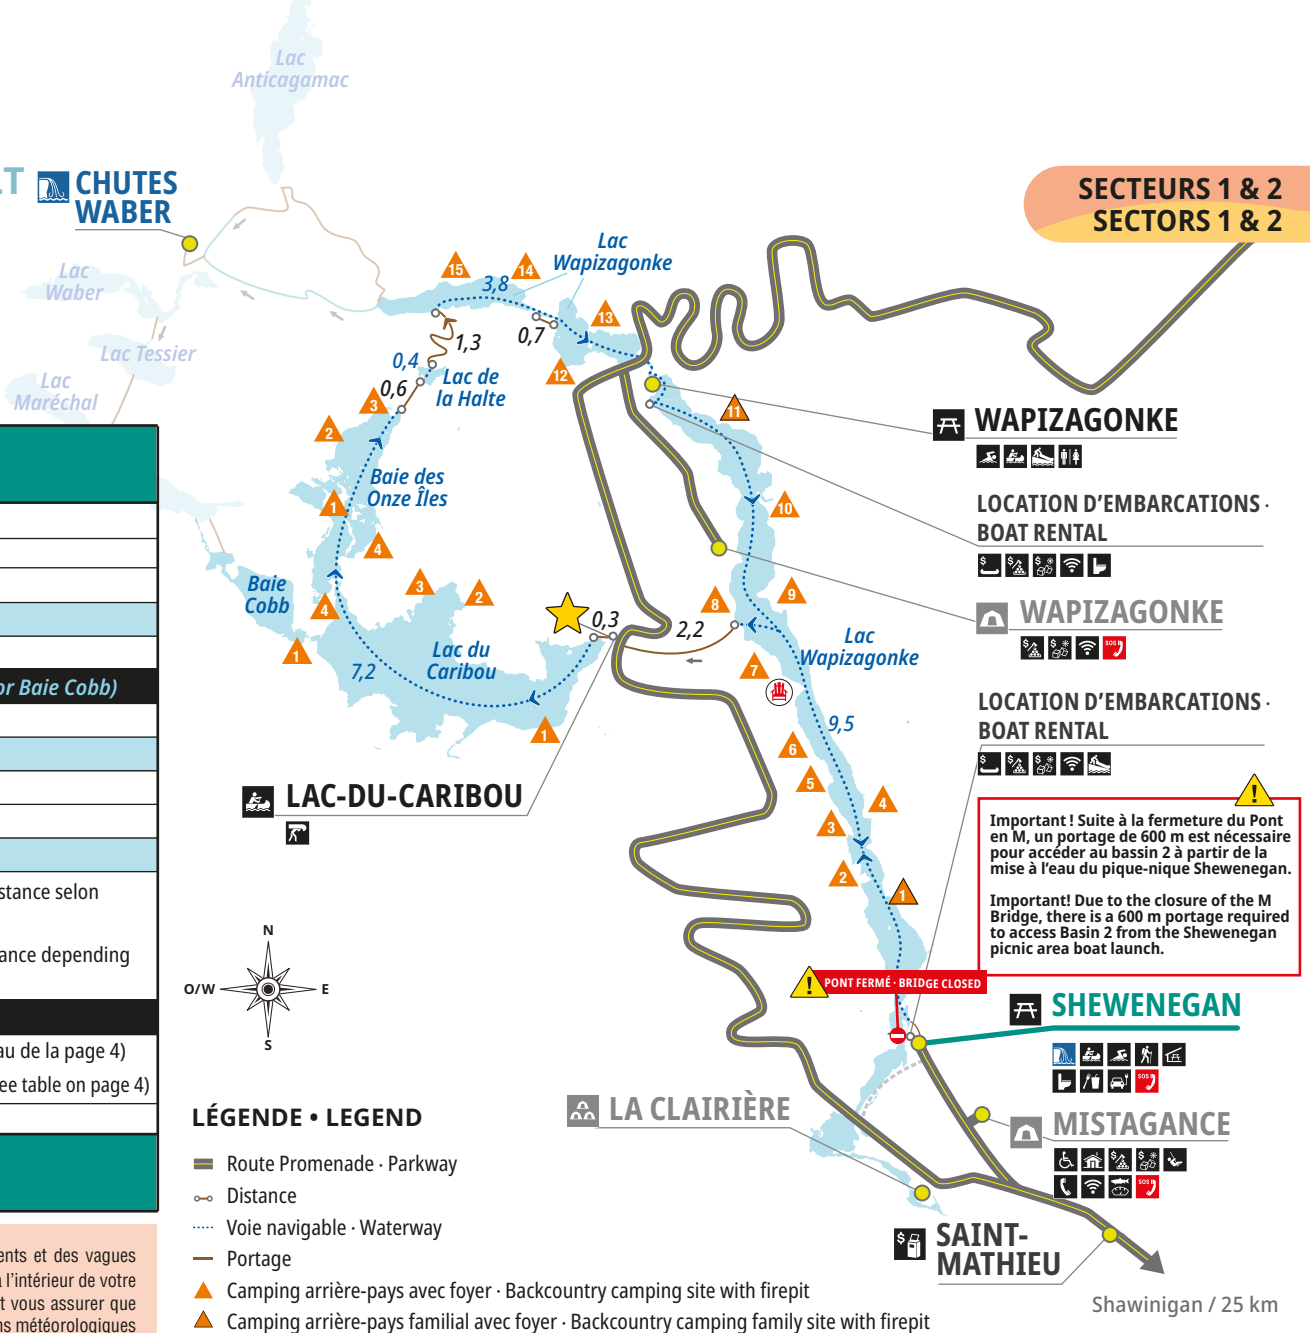 Lac
Anticagamac
LT
CHUTES
WABER
SECTEURS 1 & 2
SECTORS 1 & 2
Lac
Wapizagonke
15
14
3,8
Lac
Waber
13
0,7
1,3
Lac Tessier
0,4
12
Lac
Maréchal
Lac de
la Halte
0,6
3
11
WAPIZAGONKE
2
Baie des
Onze Îles
LOCATION D'EMBARCATIONS ·
BOAT RENTAL
1
10
4
Baie
Cobb
3
2
9
8
4
0,3
2,2
WAPIZAGONKE
SOS
1
Lac du
Caribou
Lac
Wapizagonke
7,2
7
or Baie Cobb)
LOCATION D'EMBARCATIONS ·
BOAT RENTAL
9,5
1
6
5
4
LAC-DU-CARIBOU
3
2
1
Important ! Suite à la fermeture du Pont
en M, un portage de 600 m est nécessaire
pour accéder au bassin 2 à partir de la
mise à l'eau du pique-nique Shewenegan.
Important! Due to the closure of the M
Bridge, there is a 600 m portage required
to access Basin 2 from the Shewenegan
picnic area boat launch.
stance selon
ance depending
N
O/W
E
S
PONT FERMÉ · BRIDGE CLOSED
SHEWENEGAN
SOS
au de la page 4)
ee table on page 4)
LA CLAIRIÈRE
MISTAGANCE
SOS
LÉGENDE • LEGEND
Route Promenade · Parkway
Distance
Voie navigable · Waterway
Portage
Camping arrière-pays avec foyer · Backcountry camping site with firepit
Camping arrière-pays familial avec foyer · Backcountry camping family site with firepit
SAINT-
MATHIEU
Shawinigan / 25 km
ents et des vagues
à l'intérieur de votre
t vous assurer que
ns météorologiques